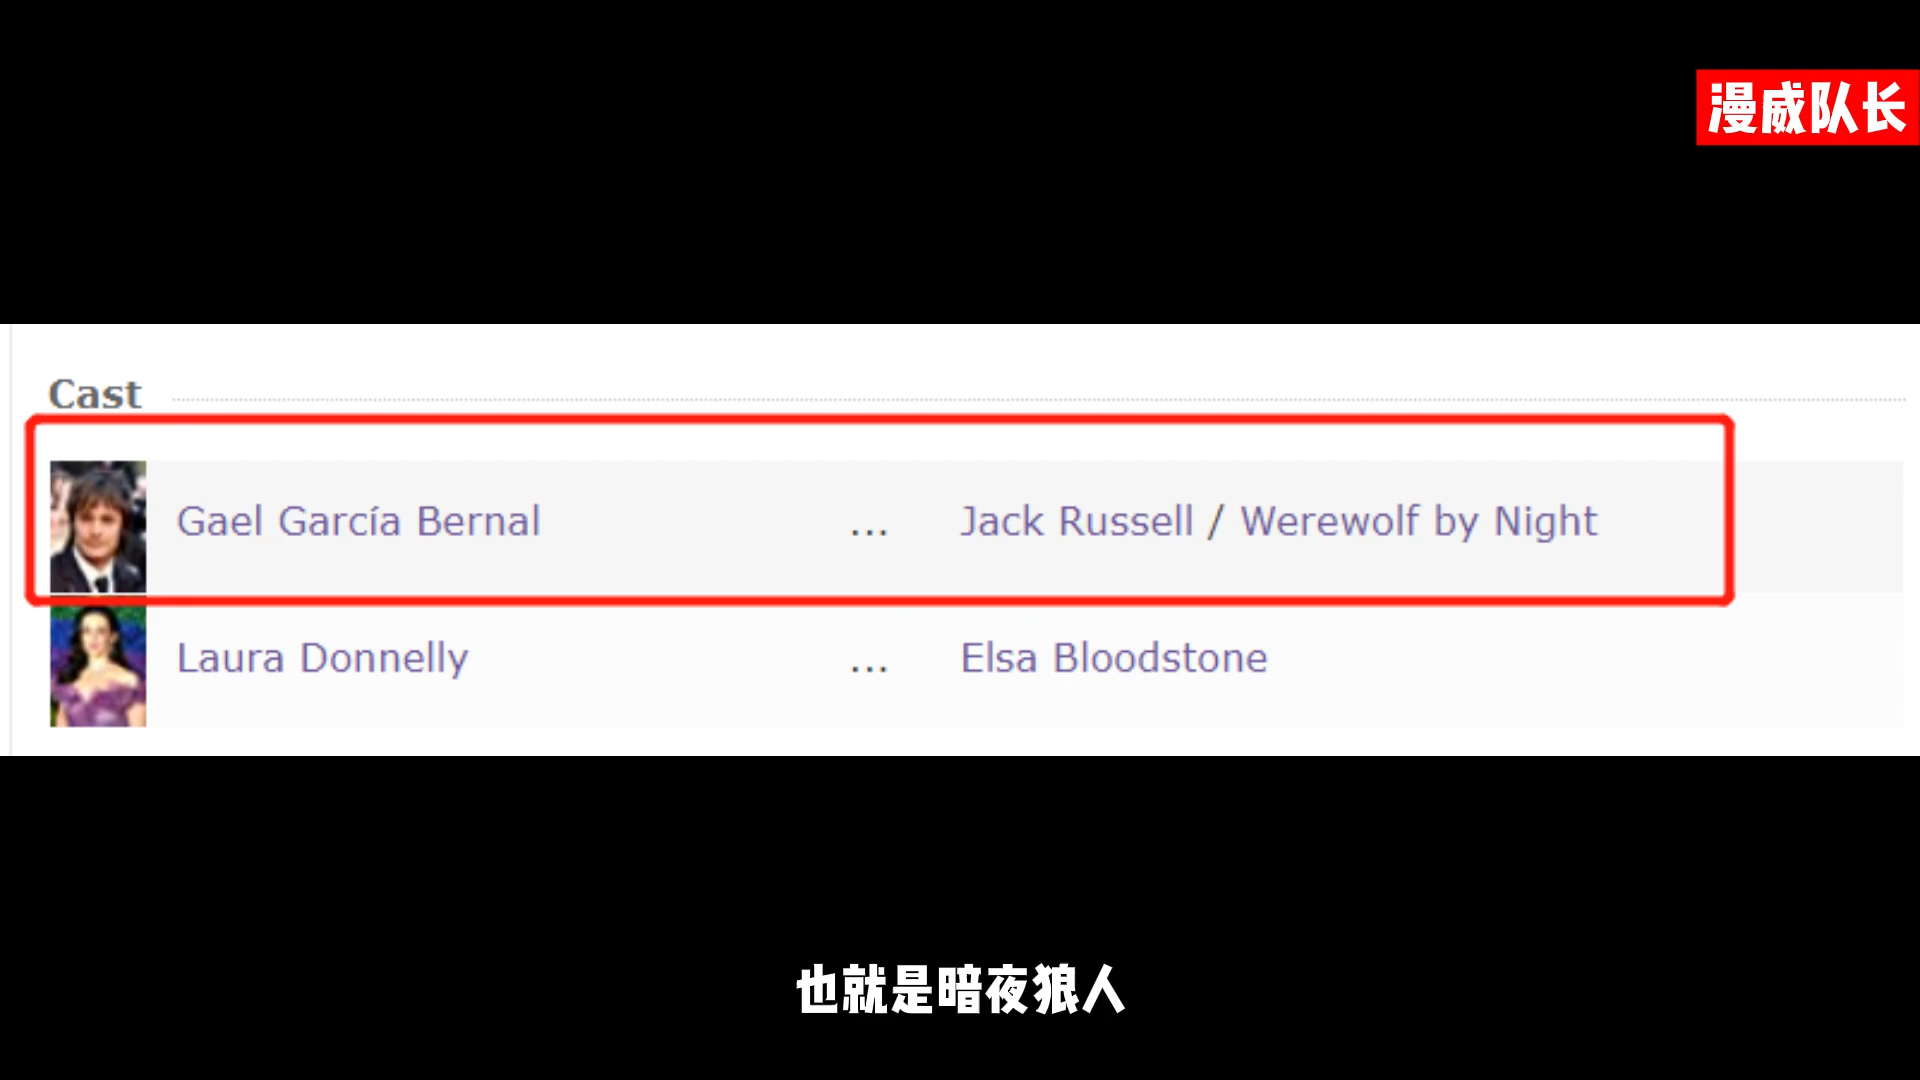 漫威队长
Cast
Gael García Bernal ... Jack Russell / Werewolf by Night
Laura Donnelly ... Elsa Bloodstone
也就是暗夜狼人